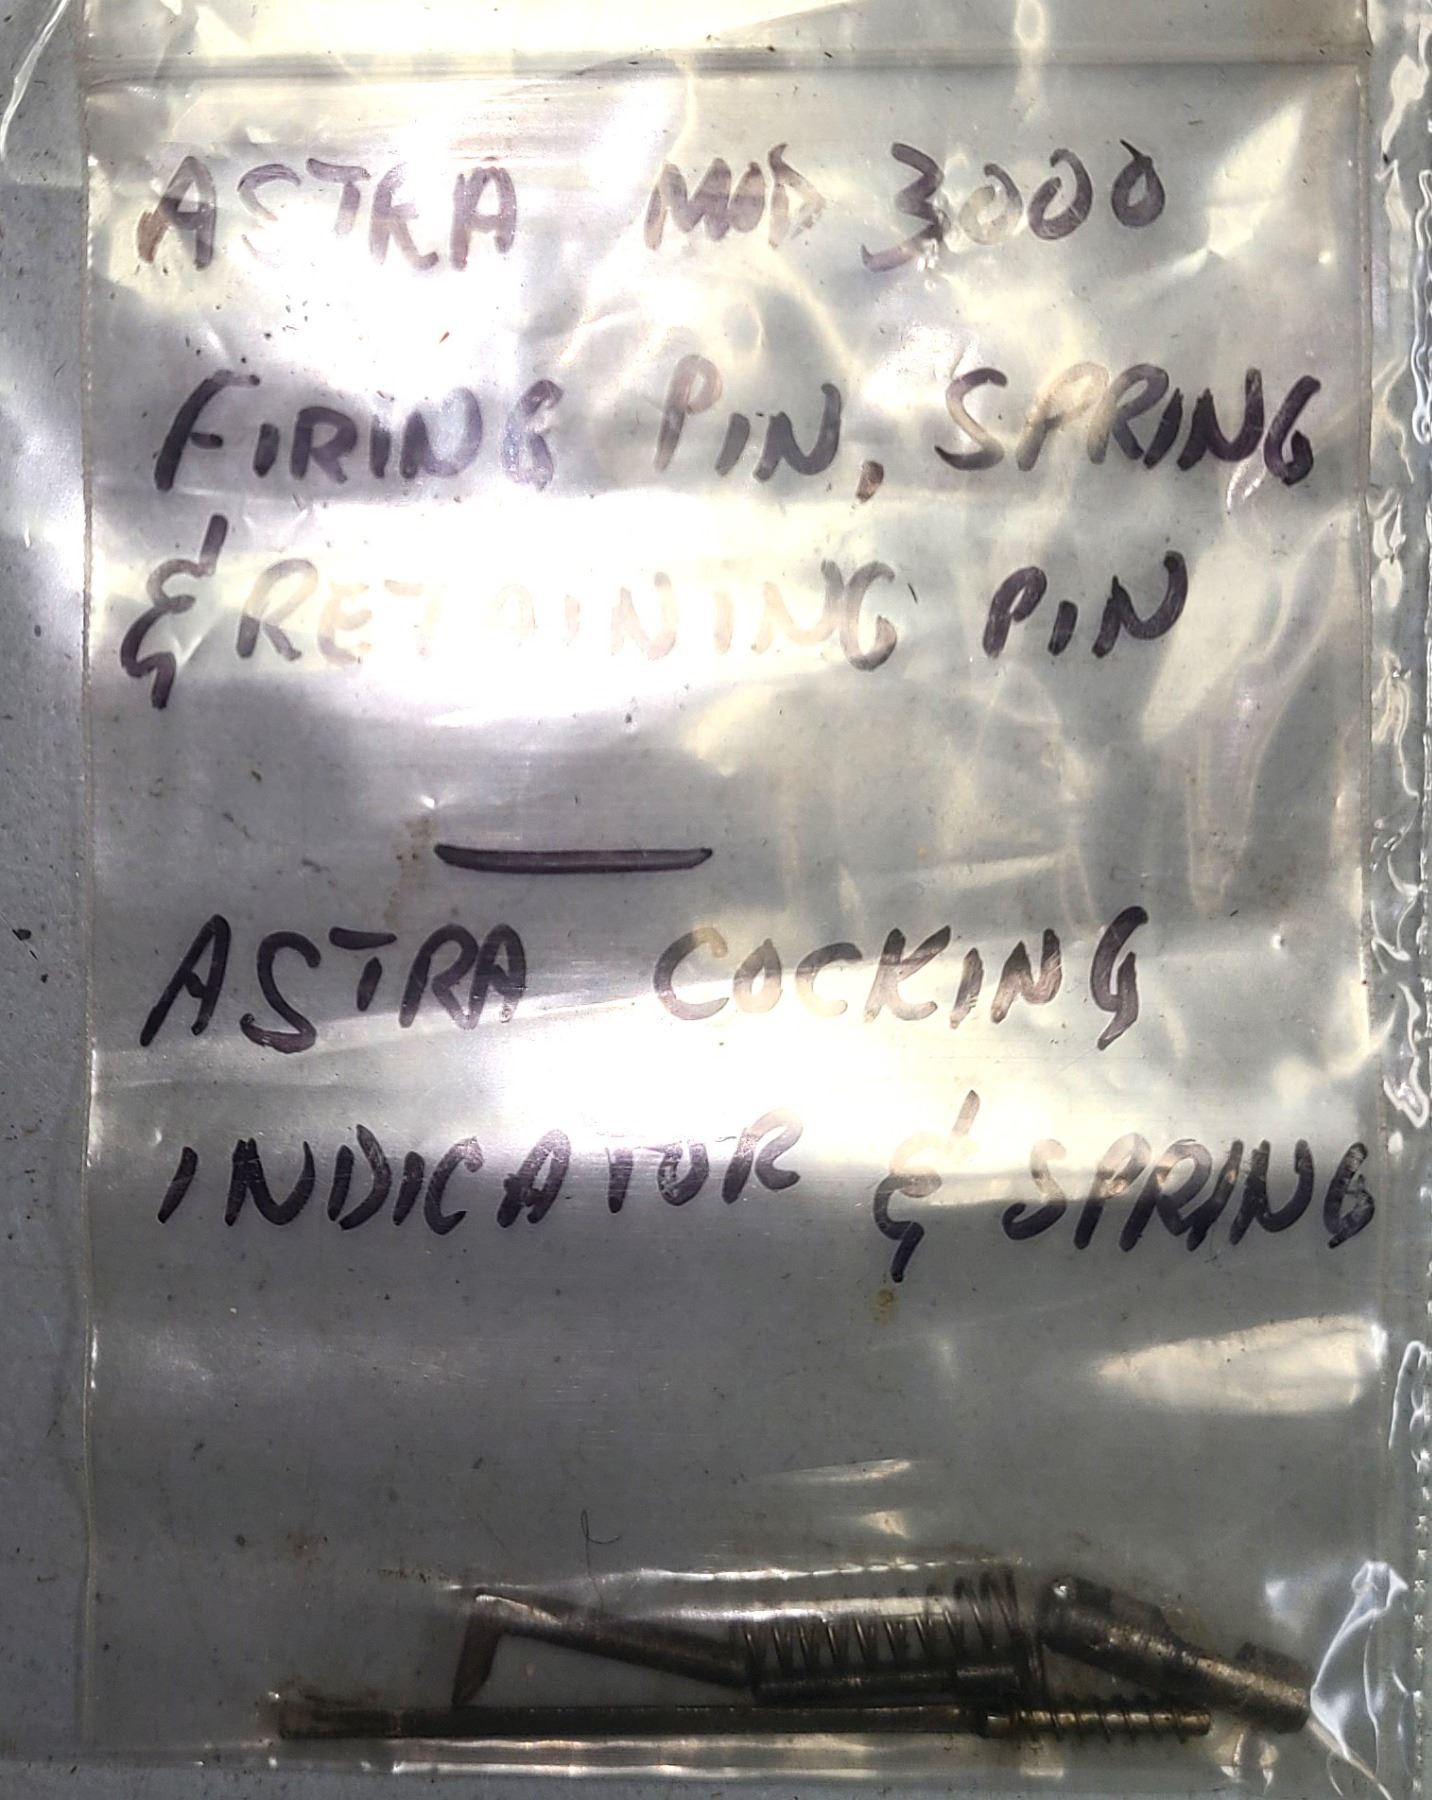 ASTRA MOD 3000
FIRING PIN, SPRING
& RETAINING PIN
ASTRA COCKING
INDICATOR & SPRING